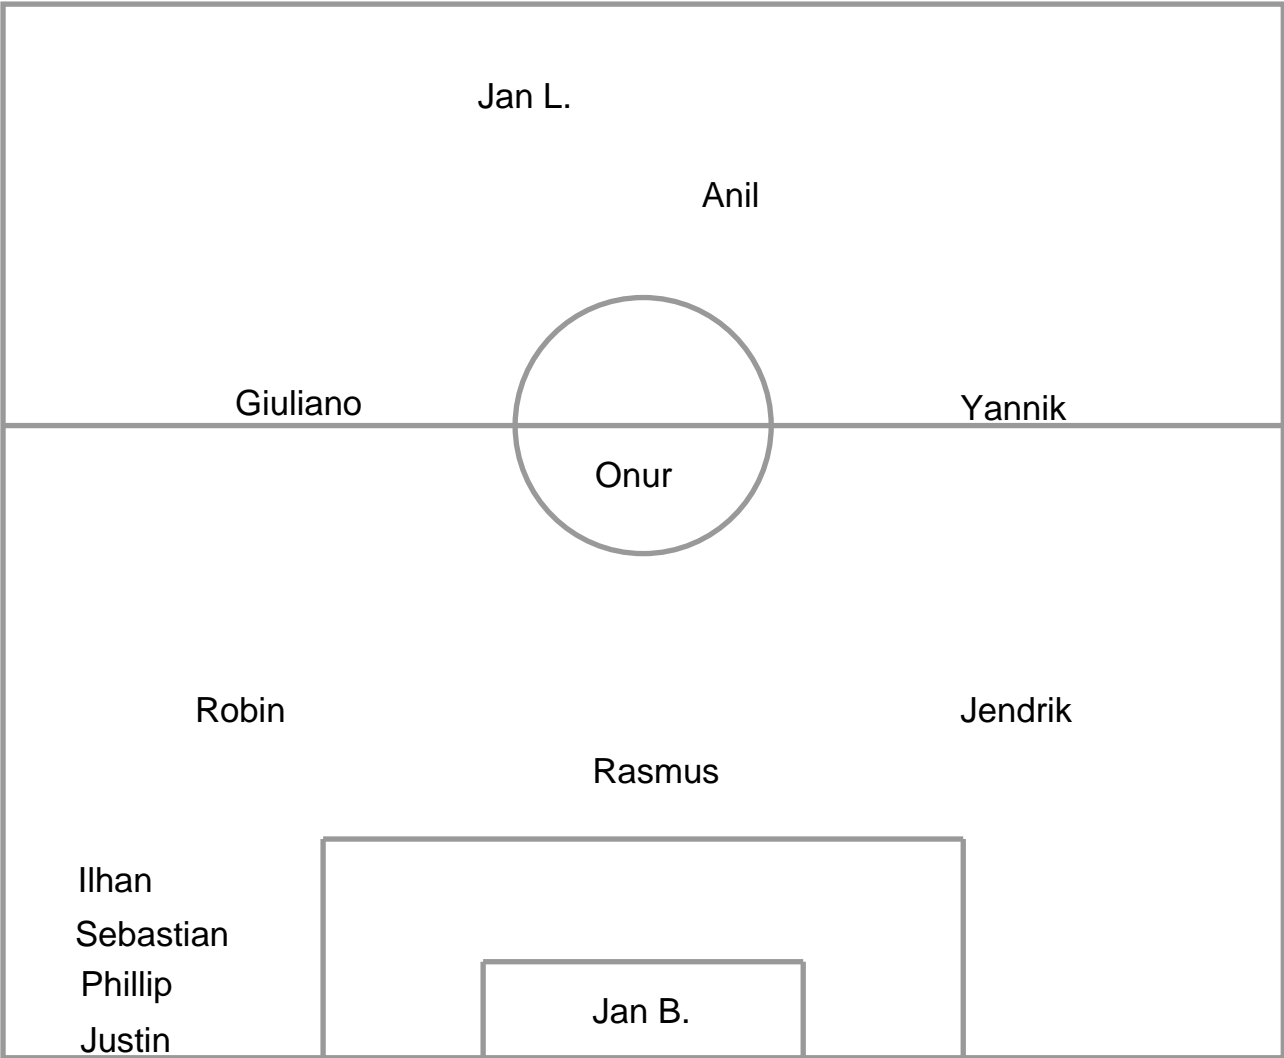 Jan L.
Anil
Giuliano
Yannik
Onur
Robin
Jendrik
Rasmus
Ilhan
Sebastian
Phillip
Jan B.
Justin